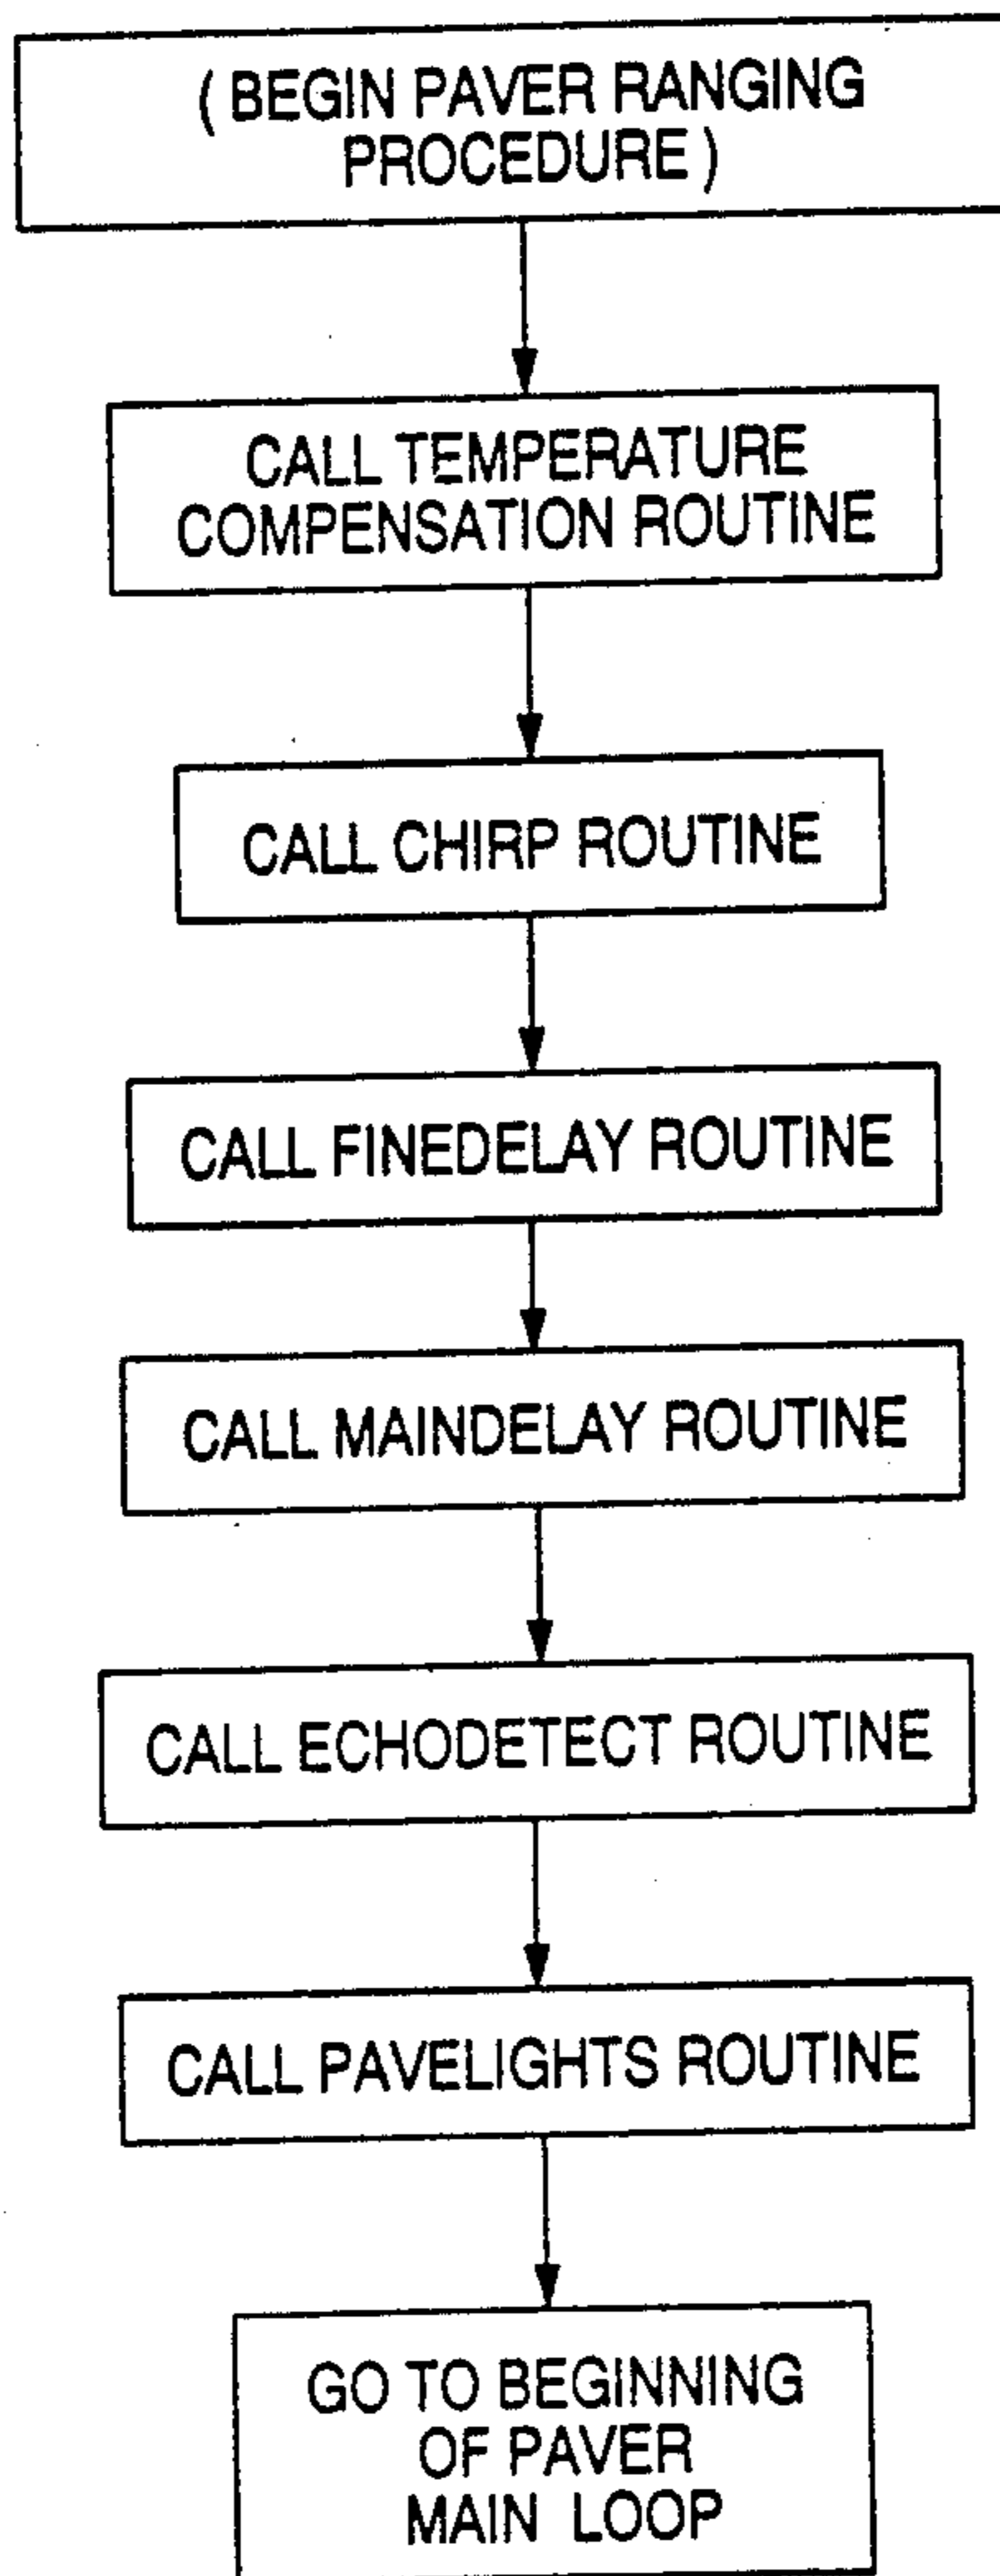 ( BEGIN PAVER RANGING
PROCEDURE )
CALL TEMPERATURE
COMPENSATION ROUTINE
CALL CHIRP ROUTINE
CALL FINEDELAY ROUTINE
CALL MAINDELAY ROUTINE
CALL ECHODETECT ROUTINE
CALL PAVELIGHTS ROUTINE
GO TO BEGINNING
OF PAVER
MAIN LOOP